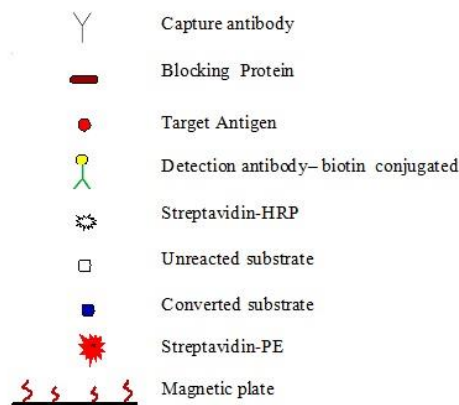 Capture antibody
Blocking Protein
Target Antigen
Detection antibody– biotin conjugated
Streptavidin-HRP
Unreacted substrate
Converted substrate
Streptavidin-PE
Magnetic plate